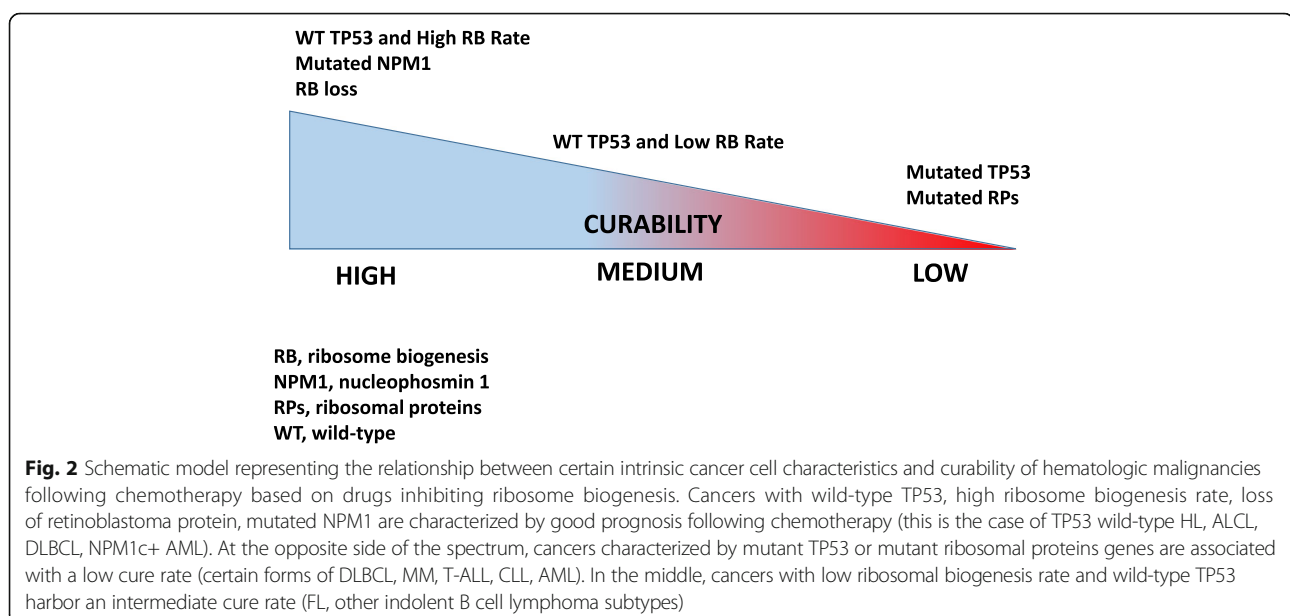 WT TP53 and High RB Rate
Mutated NPM1
RB loss
WT TP53 and Low RB Rate
Mutated TP53
Mutated RPs
CURABILITY
HIGH
MEDIUM
LOW
RB, ribosome biogenesis
NPM1, nucleophosmin 1
RPs, ribosomal proteins
WT, wild-type
Fig. 2 Schematic model representing the relationship between certain intrinsic cancer cell characteristics and curability of hematologic malignancies
following chemotherapy based on drugs inhibiting ribosome biogenesis. Cancers with wild-type TP53, high ribosome biogenesis rate, loss
of retinoblastoma protein, mutated NPM1 are characterized by good prognosis following chemotherapy (this is the case of TP53 wild-type HL, ALCL,
DLBCL, NPM1c+ AML). At the opposite side of the spectrum, cancers characterized by mutant TP53 or mutant ribosomal proteins genes are associated
with a low cure rate (certain forms of DLBCL, MM, T-ALL, CLL, AML). In the middle, cancers with low ribosomal biogenesis rate and wild-type TP53
harbor an intermediate cure rate (FL, other indolent B cell lymphoma subtypes)